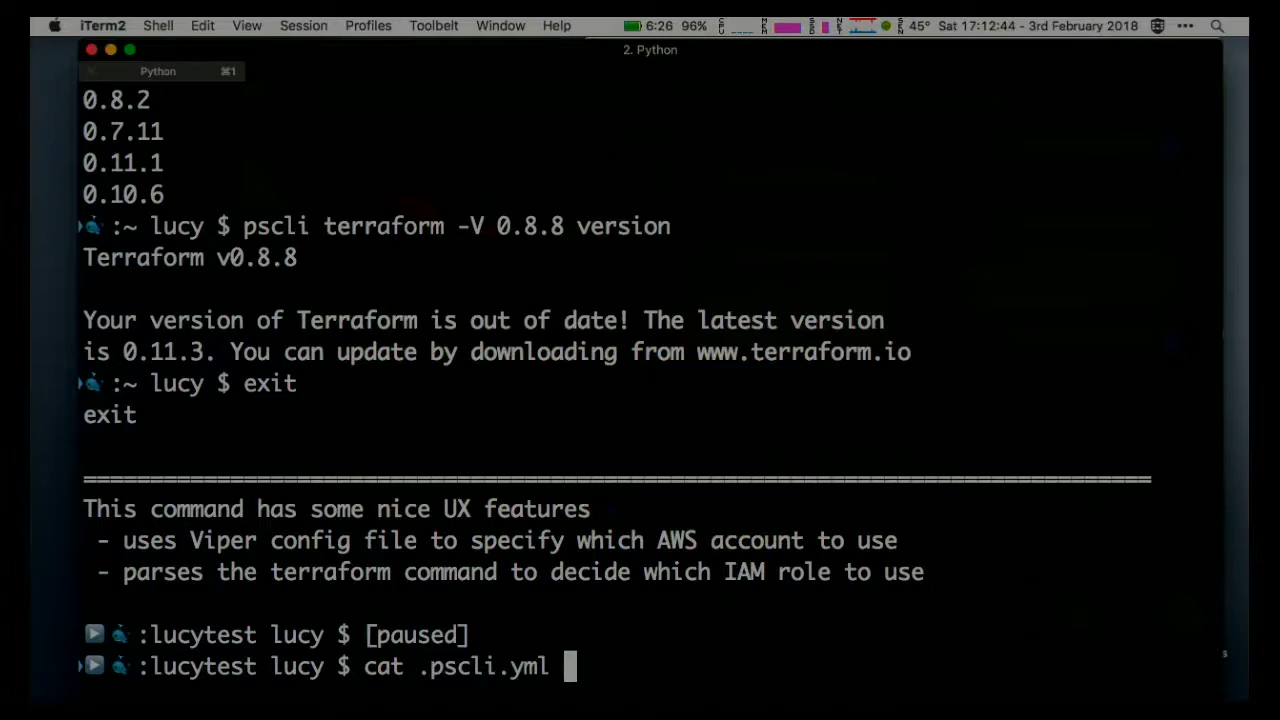 iTerm2 Shell Edit View Session Profiles Toolbelt Window Help 6:26 96% 45° Sat 17:12:44 - 3rd February 2018
2. Python
Python ⌘1
0.8.2
0.7.11
0.11.1
0.10.6
:~ lucy $ pscli terraform -V 0.8.8 version
Terraform v0.8.8
Your version of Terraform is out of date! The latest version
is 0.11.3. You can update by downloading from www.terraform.io
:~ lucy $ exit
exit
================================================================================
This command has some nice UX features
- uses Viper config file to specify which AWS account to use
- parses the terraform command to decide which IAM role to use
:lucytest lucy $ [paused]
:lucytest lucy $ cat .pscli.yml